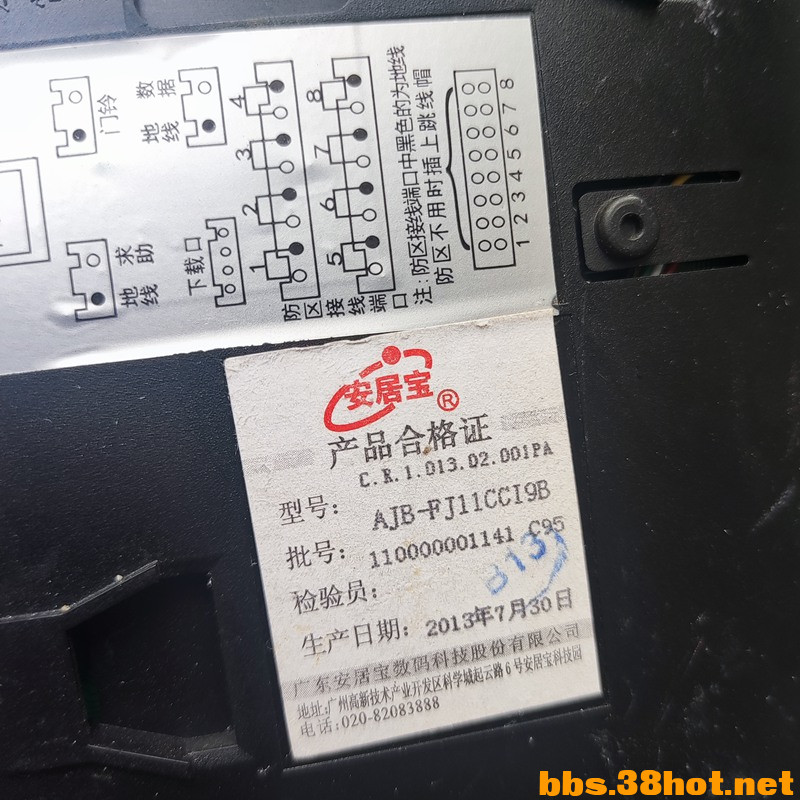 门铃
数据
地线
求助
地线
下载口
4
3
2
1
8
7
6
5
防区接线端口
注:防区接线端口中黑色的为地线
防区不用时插上跳线帽
1 2 3 4 5 6 7 8
安居宝®
产品合格证
C.R.1.013.02.001PA
型号: AJB-FJ11CCI9B
批号: 110000001141 C95
检验员:
生产日期: 2013年7月30日
广东安居宝数码科技股份有限公司
地址:广州高新技术产业开发区科学城起云路6号安居宝科技园
电话:020-82083888
bbs.38hot.net